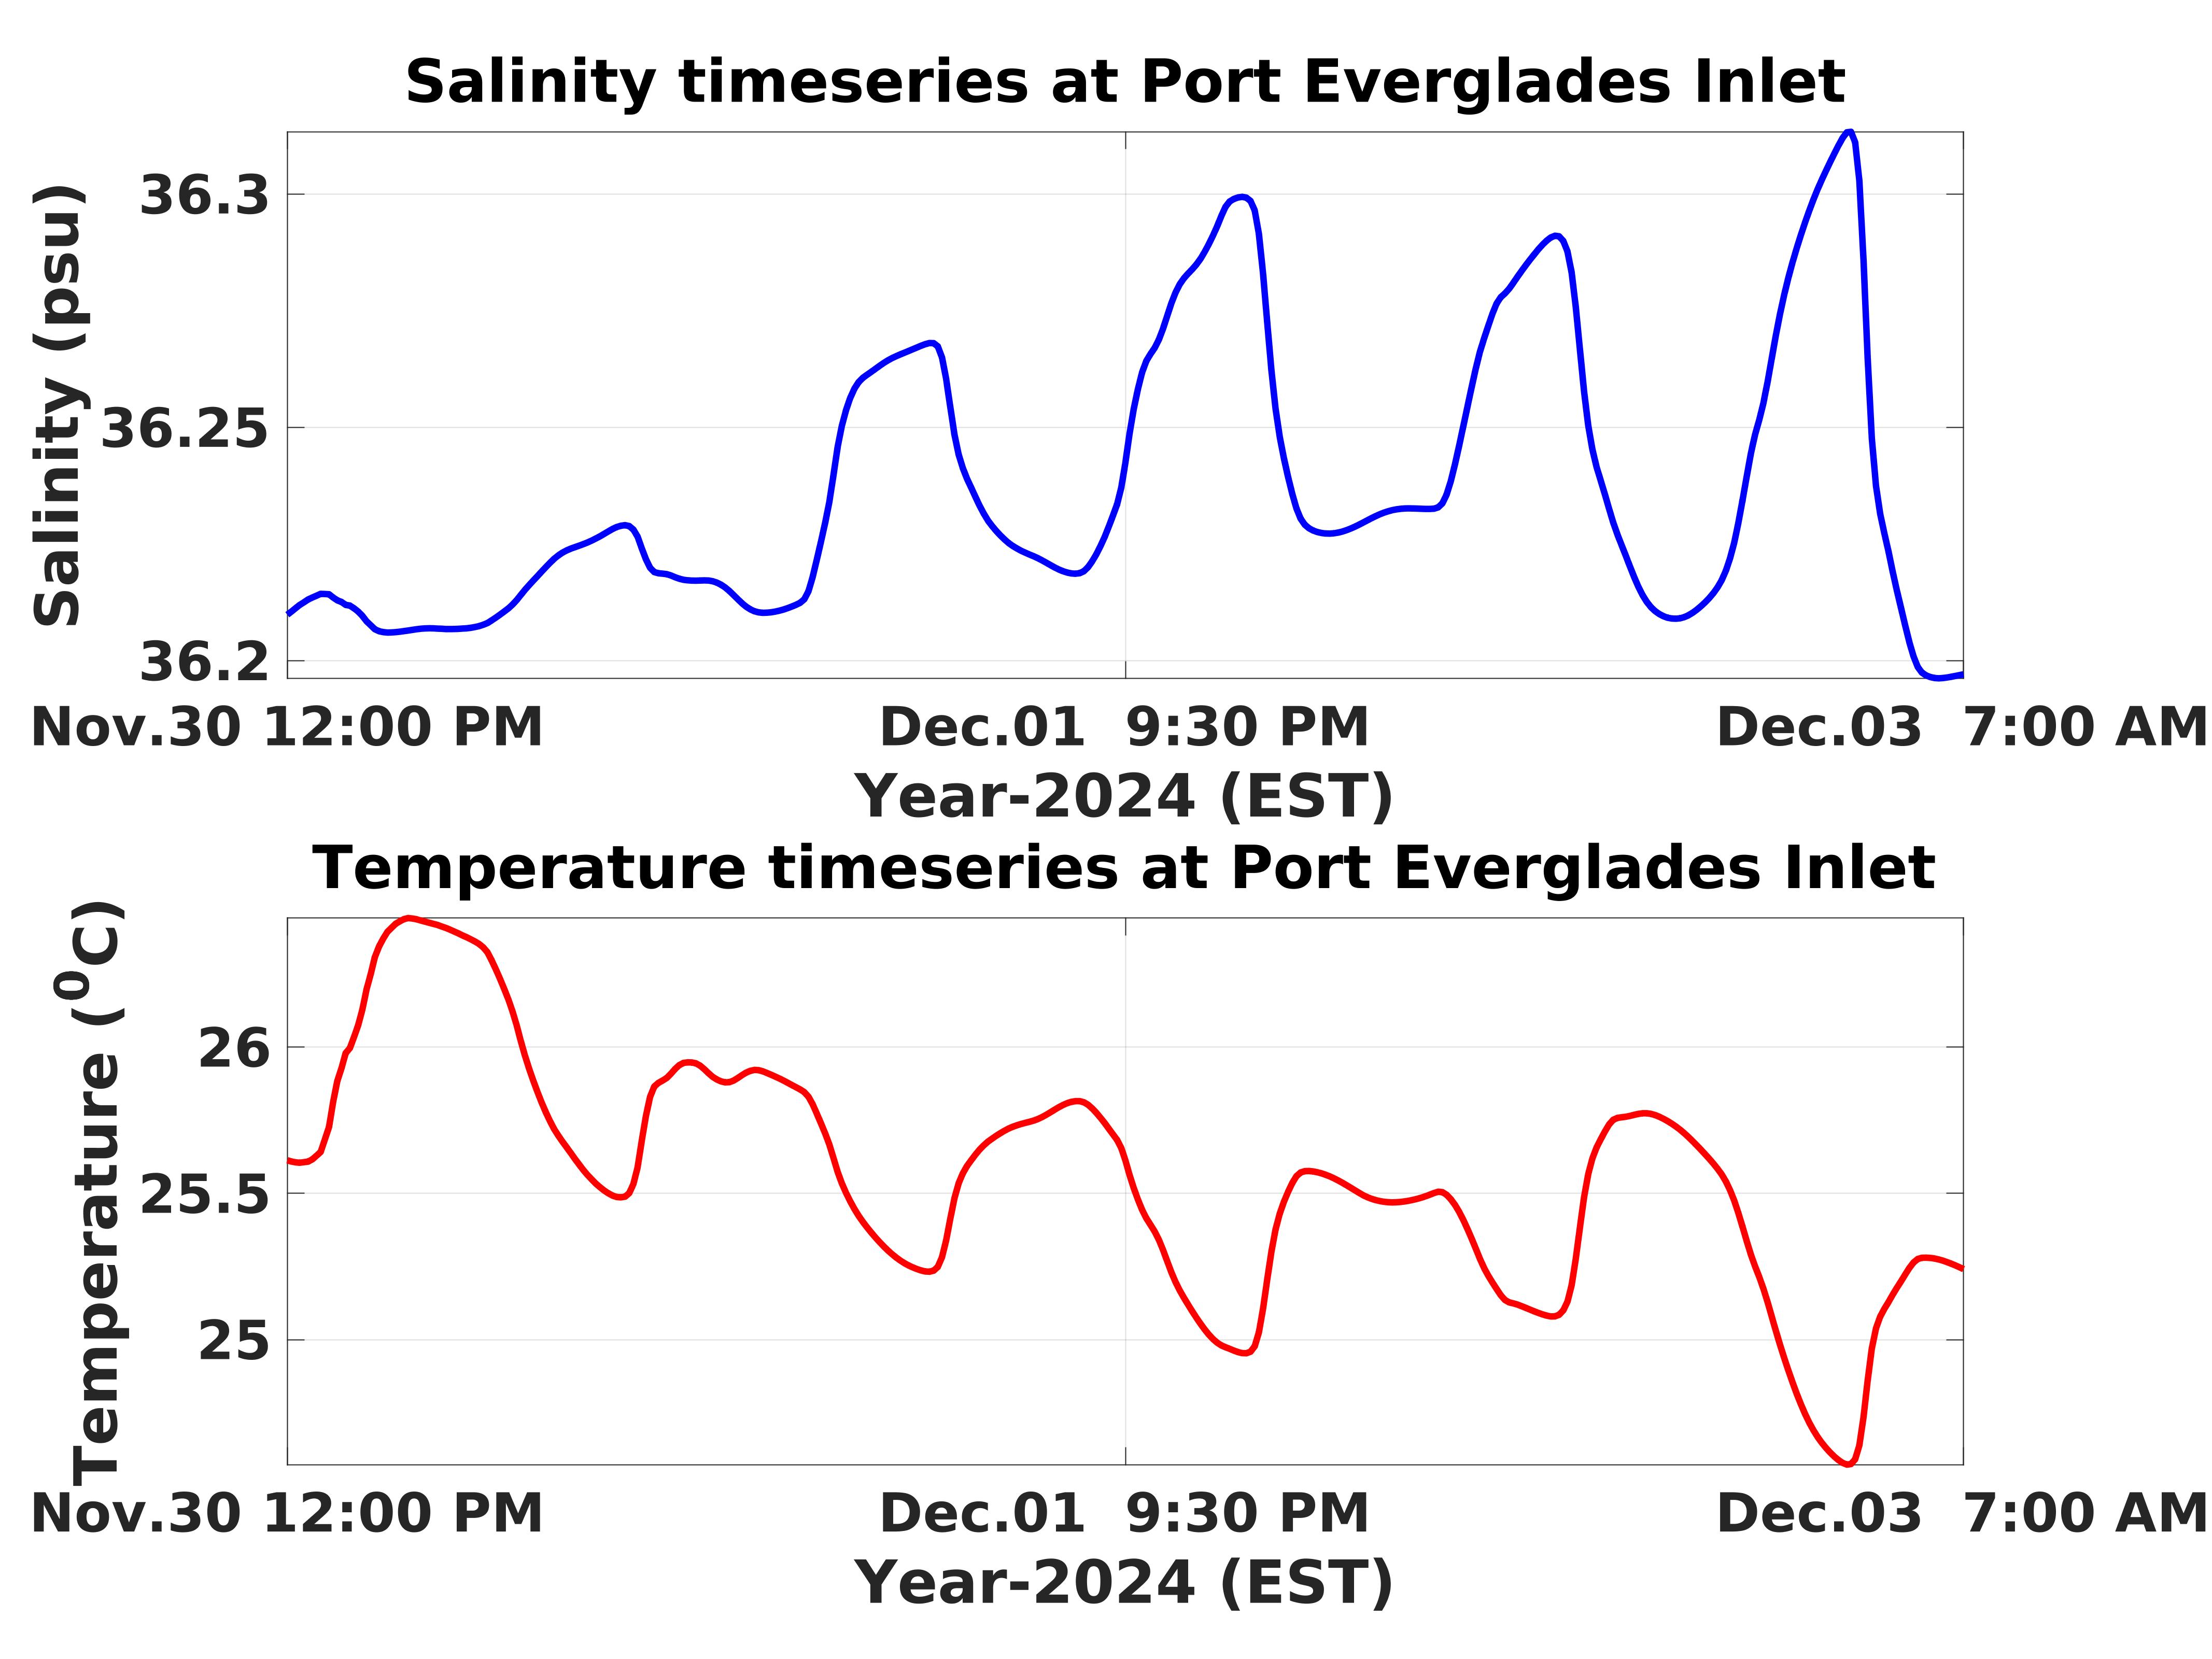 Salinity timeseries at Port Everglades Inlet
Salinity (psu)
36.3
36.25
36.2
Nov.30 12:00 PM Dec.01 9:30 PM Dec.03 7:00 AM
Year-2024 (EST)
Temperature timeseries at Port Everglades Inlet
Temperature (⁰C)
26
25.5
25
Nov.30 12:00 PM Dec.01 9:30 PM Dec.03 7:00 AM
Year-2024 (EST)